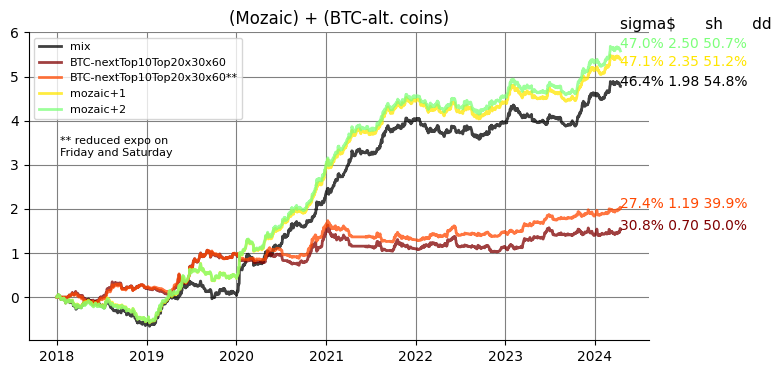 (Mozaic) + (BTC-alt. coins)
sigma$ sh dd
mix
BTC-nextTop10Top20x30x60
BTC-nextTop10Top20x30x60**
mozaic+1
mozaic+2
** reduced expo on
Friday and Saturday
47.0% 2.50 50.7%
47.1% 2.35 51.2%
46.4% 1.98 54.8%
27.4% 1.19 39.9%
30.8% 0.70 50.0%
6
5
4
3
2
1
0
2018 2019 2020 2021 2022 2023 2024